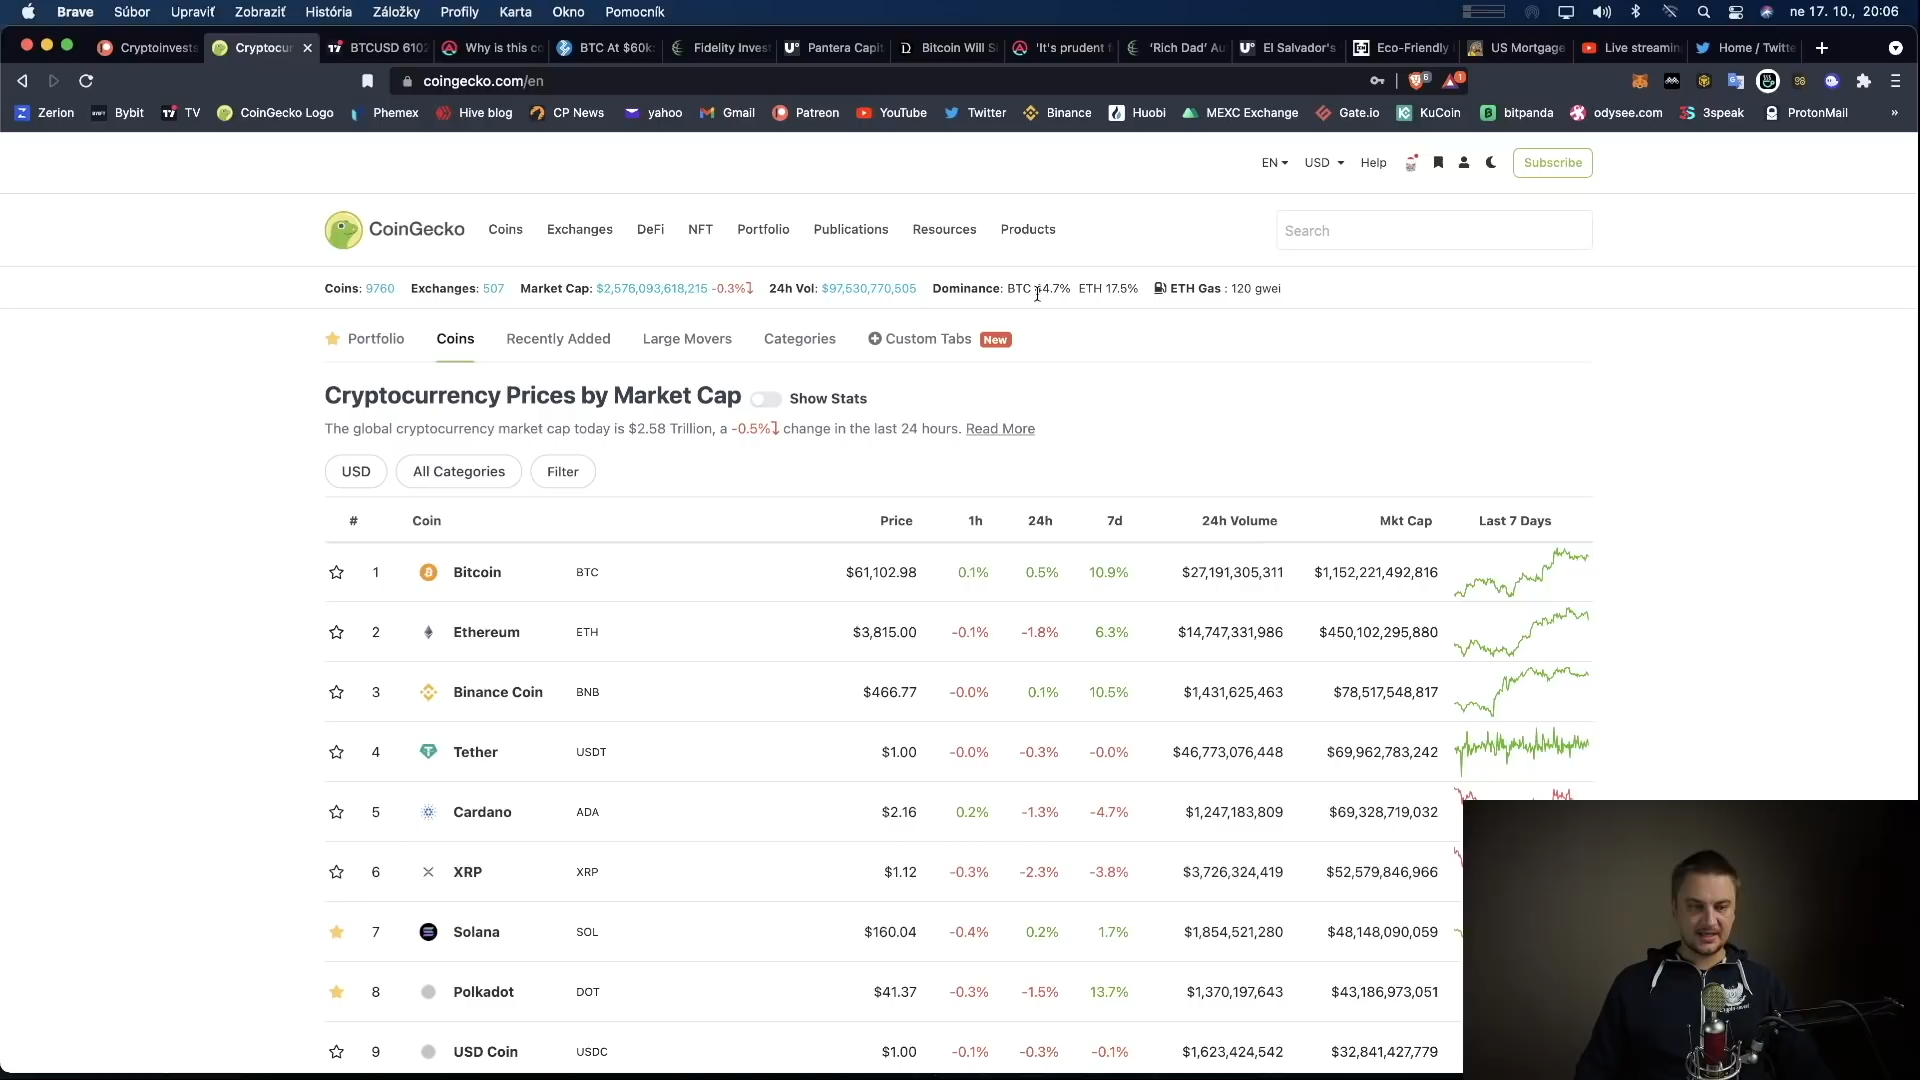 Brave Súbor Upraviť Zobraziť História Záložky Profily Karta Okno Pomocník ne 17. 10., 20:06
Cryptoinvest Cryptocur BTCUSD 6102 Why is this co BTC At $60k: Fidelity Invest Pantera Capit Bitcoin Will S 'It's prudent f 'Rich Dad' Au El Salvador's Eco-Friendly US Mortgage Live streamin Home / Twitte
coingecko.com/en 6 1
Zerion Bybit TV CoinGecko Logo Phemex Hive blog CP News yahoo Gmail Patreon YouTube Twitter Binance Huobi MEXC Exchange Gate.io KuCoin bitpanda odysee.com 3speak ProtonMail »
EN USD Help Subscribe
CoinGecko Coins Exchanges DeFi NFT Portfolio Publications Resources Products Search
Coins: 9760 Exchanges: 507 Market Cap: $2,576,093,618,215 -0.3% 24h Vol: $97,530,770,505 Dominance: BTC 44.7% ETH 17.5% ETH Gas : 120 gwei
Portfolio Coins Recently Added Large Movers Categories Custom Tabs New
Cryptocurrency Prices by Market Cap Show Stats
The global cryptocurrency market cap today is $2.58 Trillion, a -0.5% change in the last 24 hours. Read More
USD All Categories Filter
# Coin Price 1h 24h 7d 24h Volume Mkt Cap Last 7 Days
1 Bitcoin BTC $61,102.98 0.1% 0.5% 10.9% $27,191,305,311 $1,152,221,492,816
2 Ethereum ETH $3,815.00 -0.1% -1.8% 6.3% $14,747,331,986 $450,102,295,880
3 Binance Coin BNB $466.77 -0.0% 0.1% 10.5% $1,431,625,463 $78,517,548,817
4 Tether USDT $1.00 -0.0% -0.3% -0.0% $46,773,076,448 $69,962,783,242
5 Cardano ADA $2.16 0.2% -1.3% -4.7% $1,247,183,809 $69,328,719,032
6 XRP XRP $1.12 -0.3% -2.3% -3.8% $3,726,324,419 $52,579,846,966
7 Solana SOL $160.04 -0.4% 0.2% 1.7% $1,854,521,280 $48,148,090,059
8 Polkadot DOT $41.37 -0.3% -1.5% 13.7% $1,370,197,643 $43,186,973,051
9 USD Coin USDC $1.00 -0.1% -0.3% -0.1% $1,623,424,542 $32,841,427,779